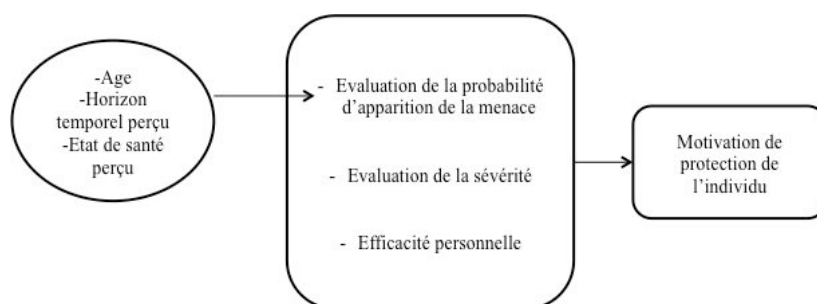 -Age
-Horizon
temporel perçu
-Etat de santé
perçu
- Evaluation de la probabilité
d’apparition de la menace
- Evaluation de la sévérité
- Efficacité personnelle
Motivation de
protection de
l’individu